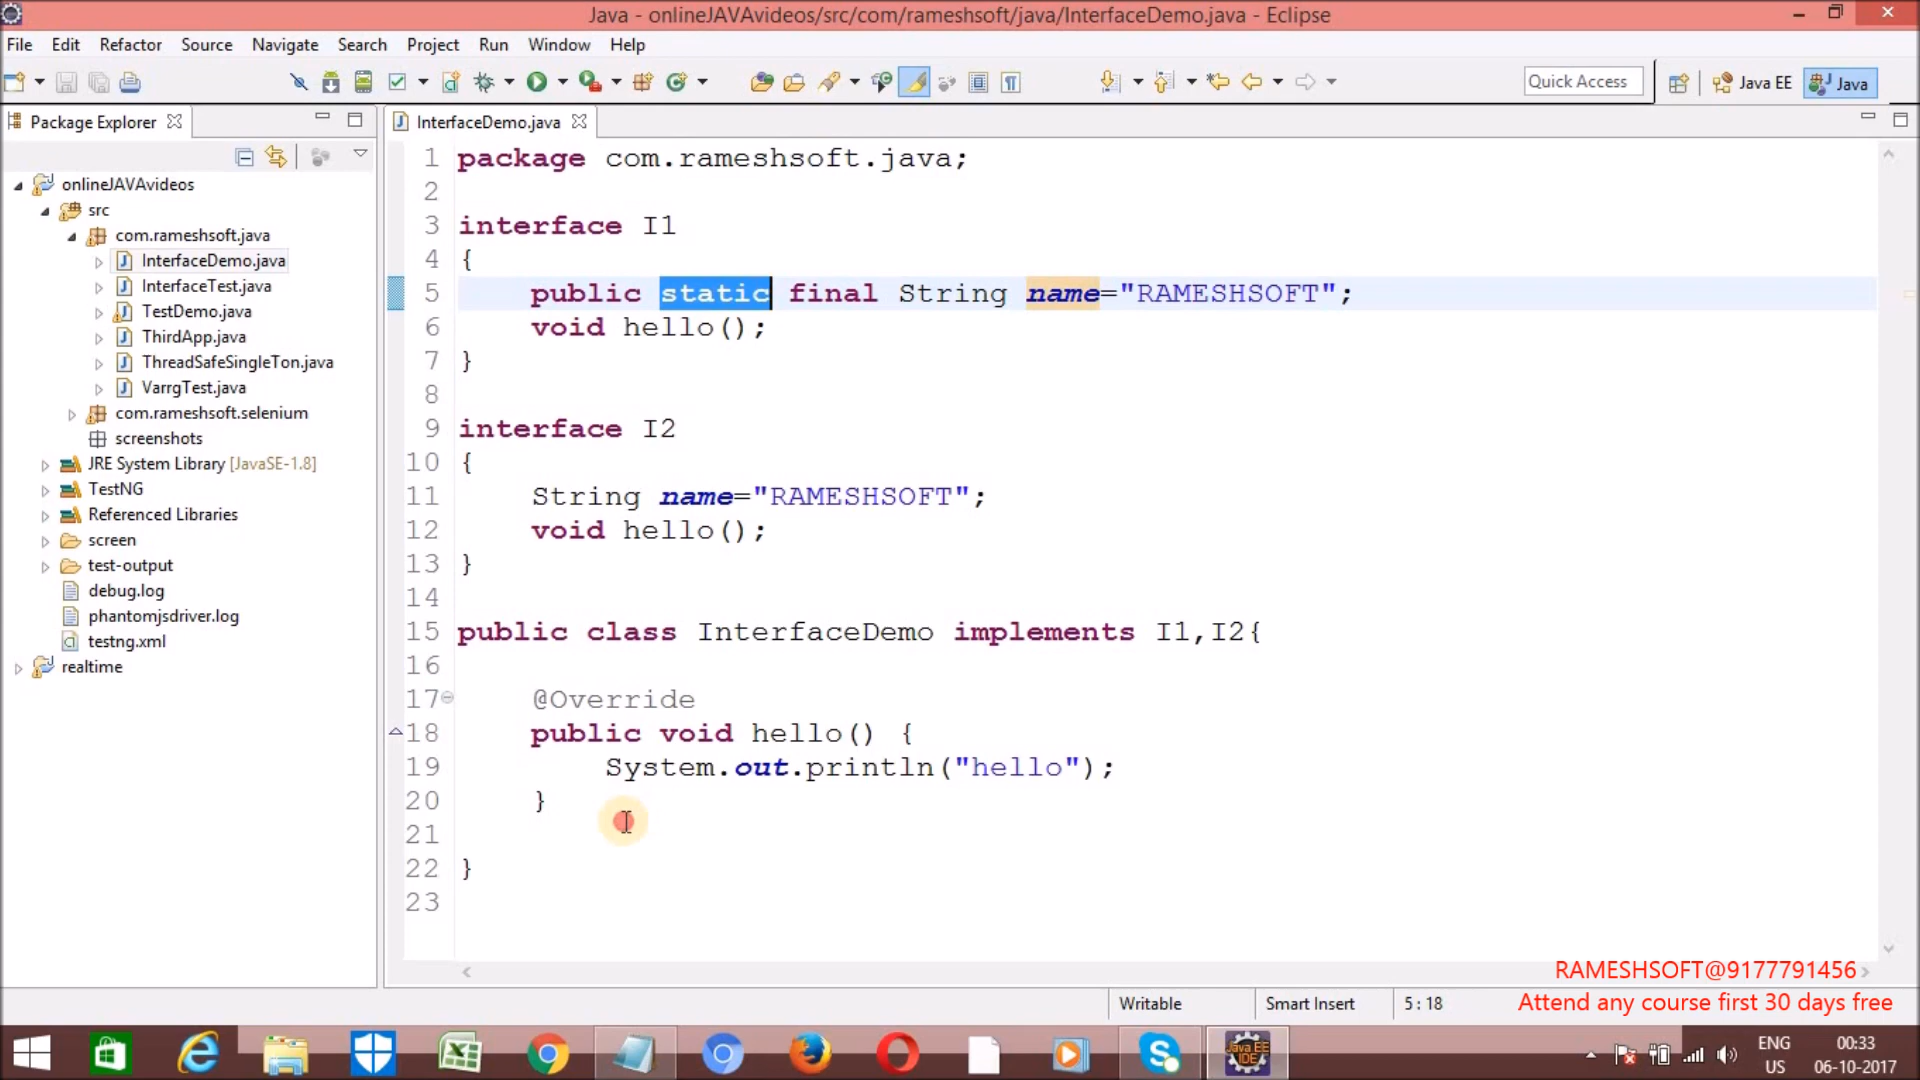 Java - onlineJAVAvideos/src/com/rameshsoft/java/InterfaceDemo.java - Eclipse
File Edit Refactor Source Navigate Search Project Run Window Help
Quick Access Java EE Java
Package Explorer
InterfaceDemo.java
onlineJAVAvideos
src
com.rameshsoft.java
InterfaceDemo.java
InterfaceTest.java
TestDemo.java
ThirdApp.java
ThreadSafeSingleTon.java
VarrgTest.java
com.rameshsoft.selenium
screenshots
JRE System Library [JavaSE-1.8]
TestNG
Referenced Libraries
screen
test-output
debug.log
phantomjsdriver.log
testng.xml
realtime
1 package com.rameshsoft.java;
2
3 interface I1
4 {
5 public static final String name="RAMESHSOFT";
6 void hello();
7 }
8
9 interface I2
10 {
11 String name="RAMESHSOFT";
12 void hello();
13 }
14
15 public class InterfaceDemo implements I1,I2{
16
17 @Override
18 public void hello() {
19 System.out.println("hello");
20 }
21
22 }
23
RAMESHSOFT@9177791456
Attend any course first 30 days free
Writable Smart Insert 5 : 18
Java EE
IDE
ENG
US
00:33
06-10-2017